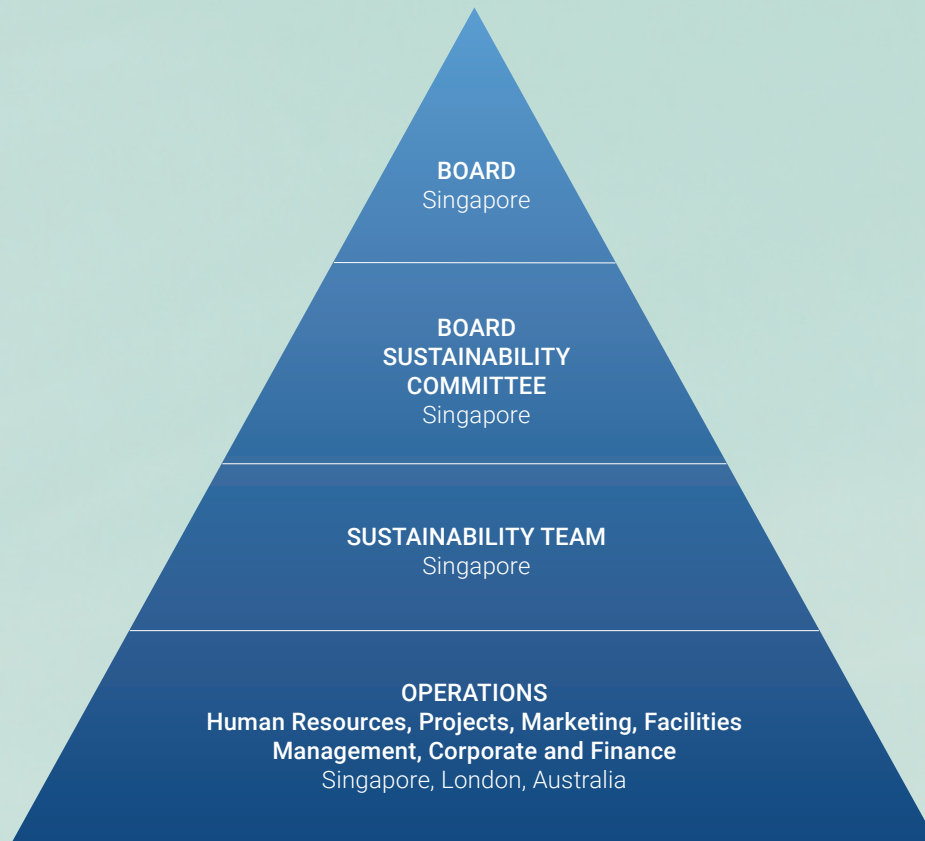 BOARD
Singapore
BOARD
SUSTAINABILITY
COMMITTEE
Singapore
SUSTAINABILITY TEAM
Singapore
OPERATIONS
Human Resources, Projects, Marketing, Facilities
Management, Corporate and Finance
Singapore, London, Australia